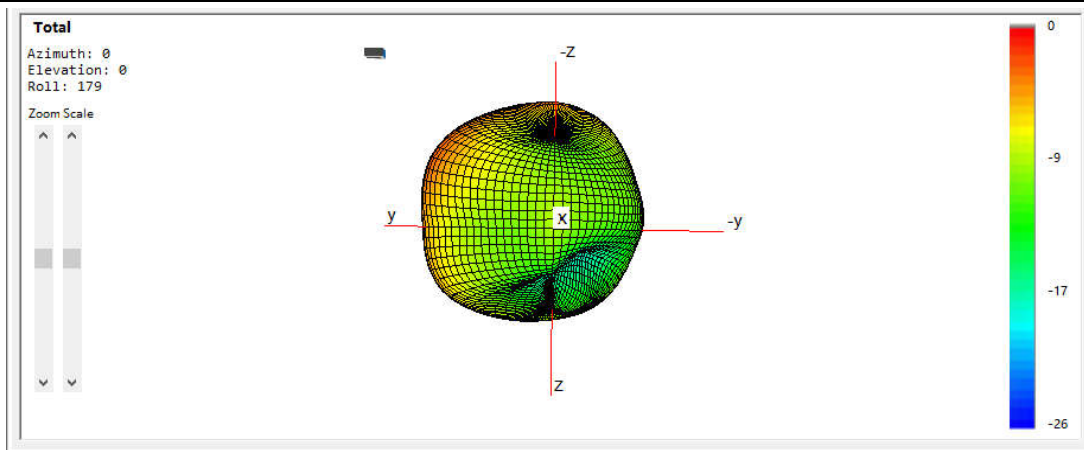 Total
Azimuth: 0
Elevation: 0
Roll: 179
Zoom Scale
-Z
y
x
-y
Z
0
-9
-17
-26